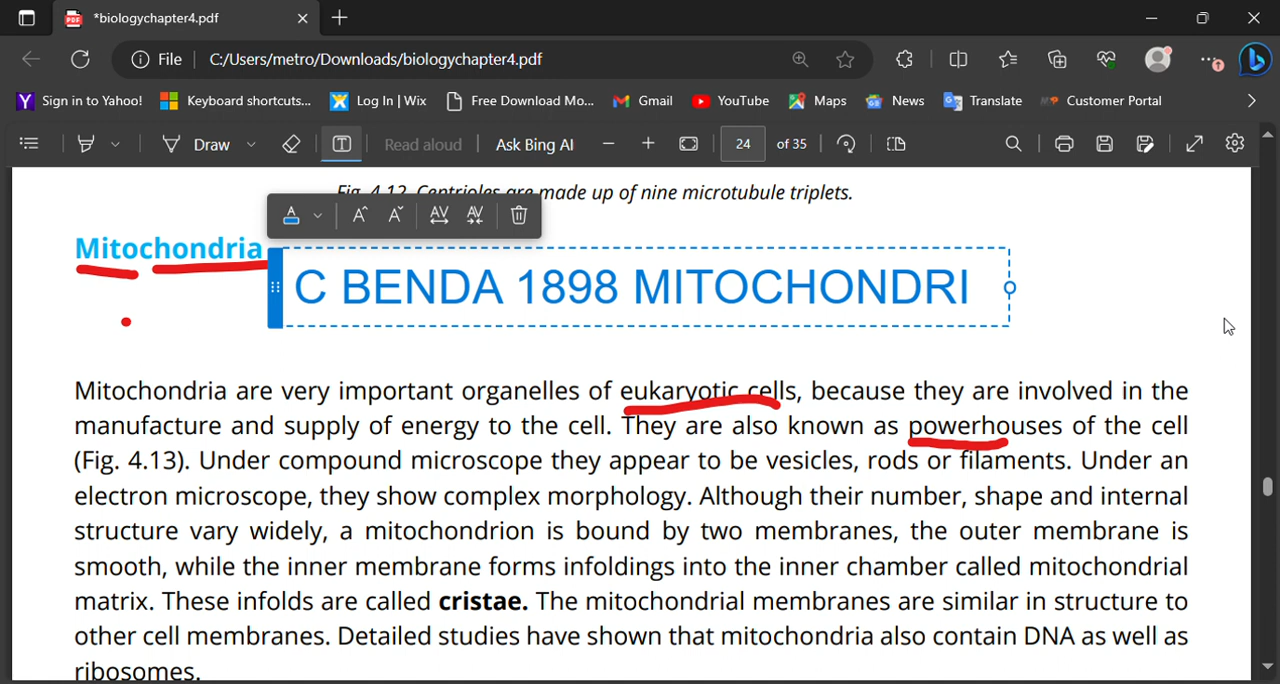 *biologychapter4.pdf
File C:/Users/metro/Downloads/biologychapter4.pdf
Sign in to Yahoo! Keyboard shortcuts... Log In | Wix Free Download Mo... Gmail YouTube Maps News Translate Customer Portal
Draw Read aloud Ask Bing AI 24 of 35
Fig. 4.12 Centrioles are made up of nine microtubule triplets.
Mitochondria
C BENDA 1898 MITOCHONDRI
Mitochondria are very important organelles of eukaryotic cells, because they are involved in the
manufacture and supply of energy to the cell. They are also known as powerhouses of the cell
(Fig. 4.13). Under compound microscope they appear to be vesicles, rods or filaments. Under an
electron microscope, they show complex morphology. Although their number, shape and internal
structure vary widely, a mitochondrion is bound by two membranes, the outer membrane is
smooth, while the inner membrane forms infoldings into the inner chamber called mitochondrial
matrix. These infolds are called cristae. The mitochondrial membranes are similar in structure to
other cell membranes. Detailed studies have shown that mitochondria also contain DNA as well as
ribosomes.